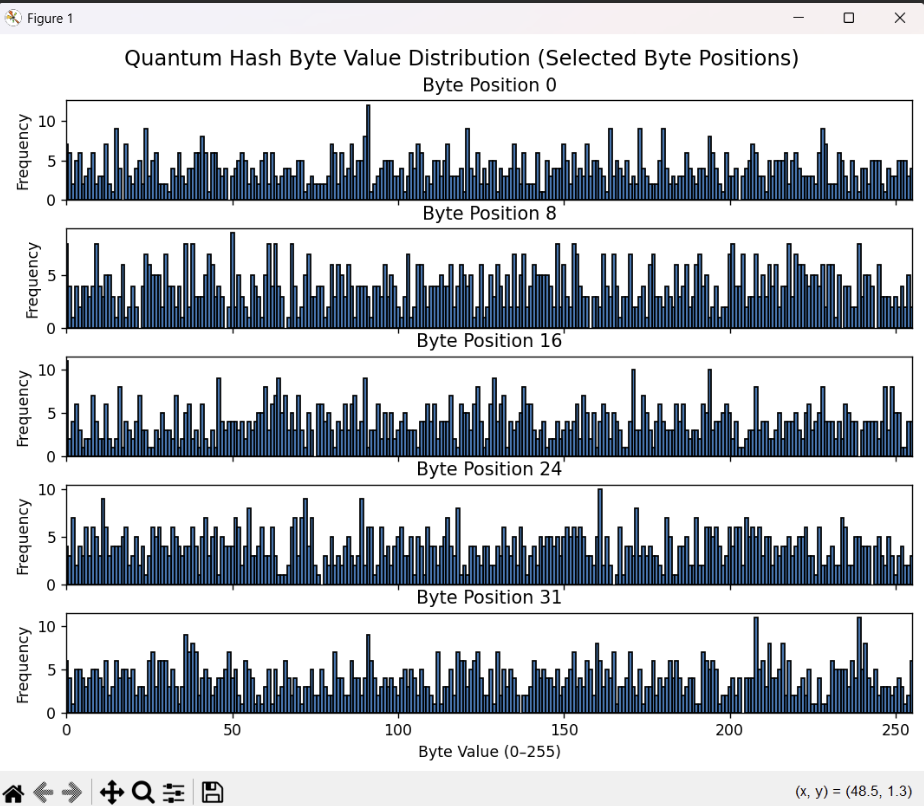 Figure 1
Quantum Hash Byte Value Distribution (Selected Byte Positions)
Byte Position 0
10
5
0
Frequency
Byte Position 8
5
0
Frequency
Byte Position 16
10
5
0
Frequency
Byte Position 24
10
5
0
Frequency
Byte Position 31
10
5
0
Frequency
0 50 100 150 200 250
Byte Value (0–255)
(x, y) = (48.5, 1.3)